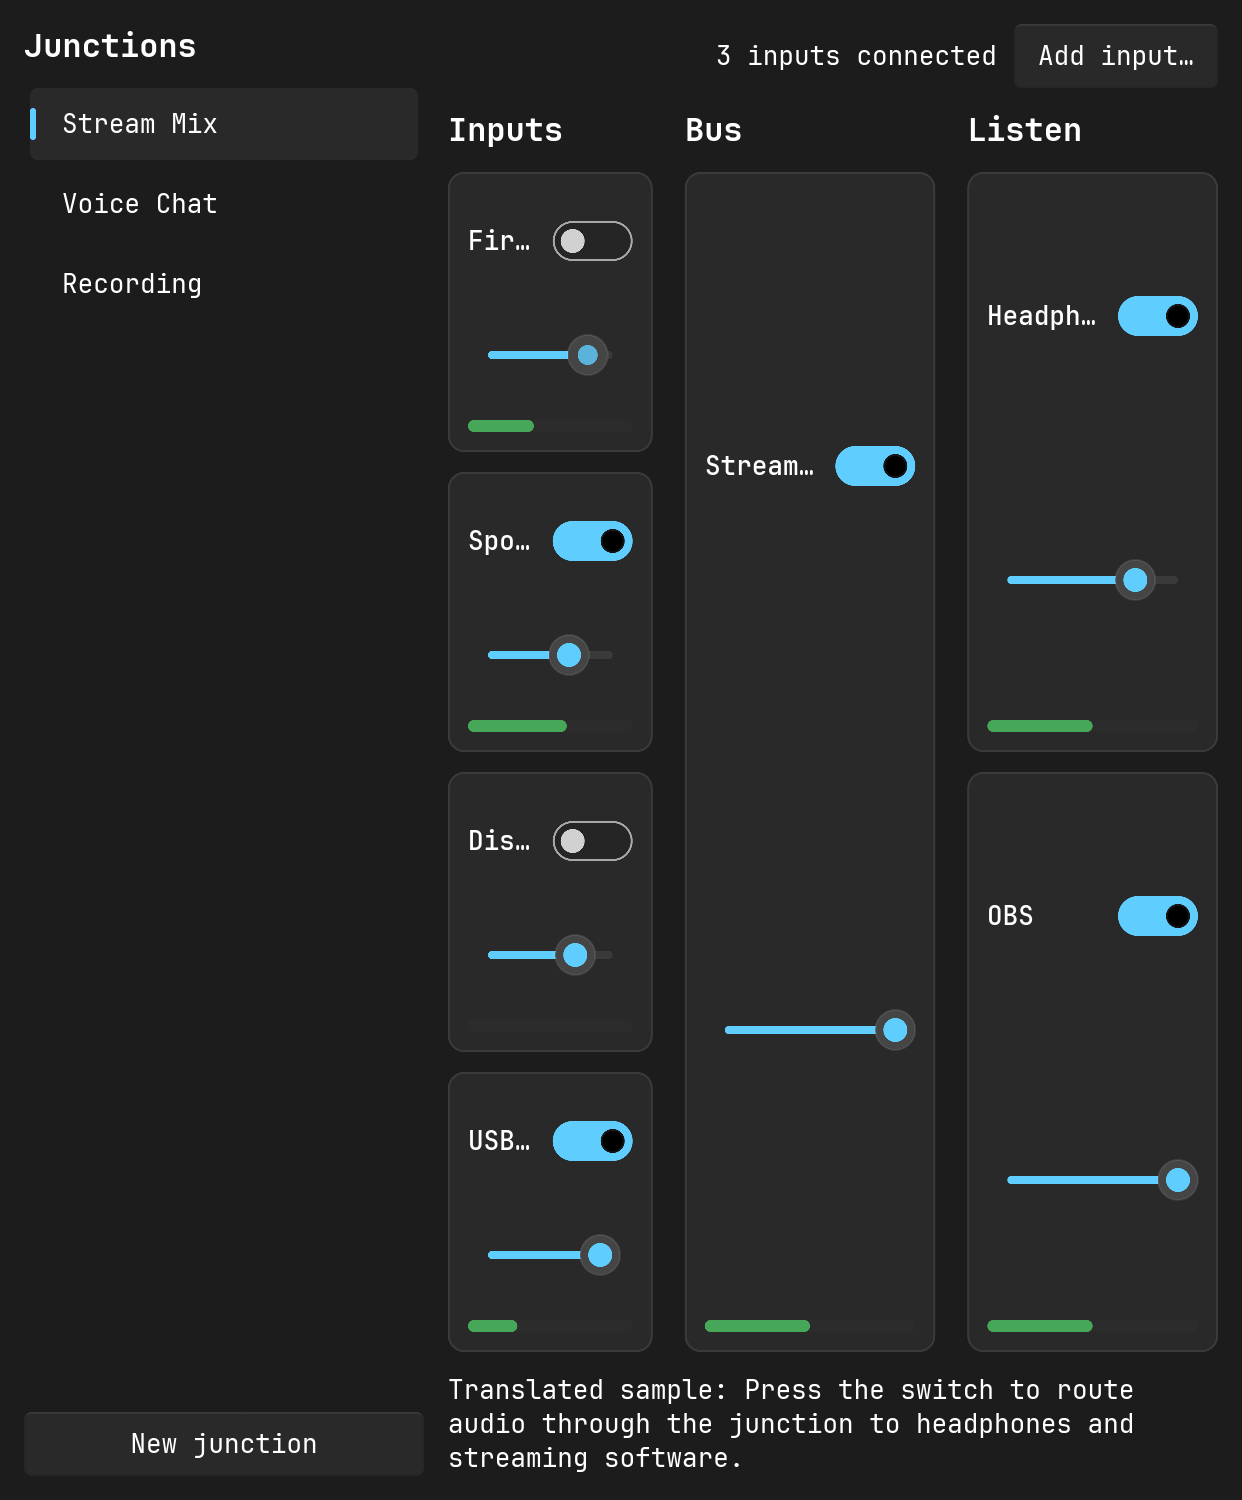 Junctions
Stream Mix
Voice Chat
Recording
New junction
3 inputs connected
Add input…
Inputs
Fir…
Spo…
Dis…
USB…
Bus
Stream…
Listen
Headph…
OBS
Translated sample: Press the switch to route
audio through the junction to headphones and
streaming software.